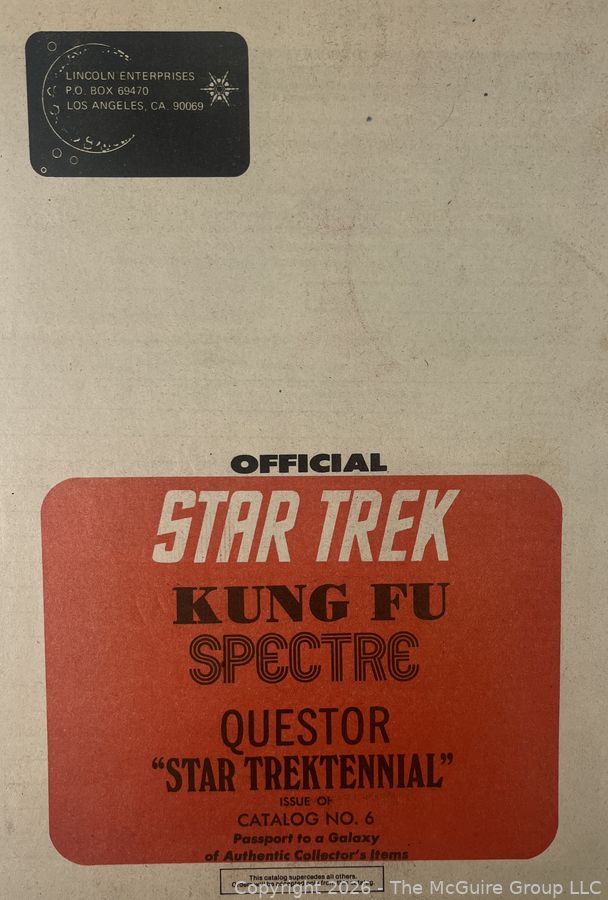 LINCOLN ENTERPRISES
P.O. BOX 69470
LOS ANGELES, CA. 90069
OFFICIAL
STAR TREK
KUNG FU
SPECTRE
QUESTOR
"STAR TREKTENNIAL"
ISSUE OF
CATALOG NO. 6
Passport to a Galaxy
of Authentic Collector's Items
This catalog supercedes all others.
Copyright 2026 - The McGuire Group LLC